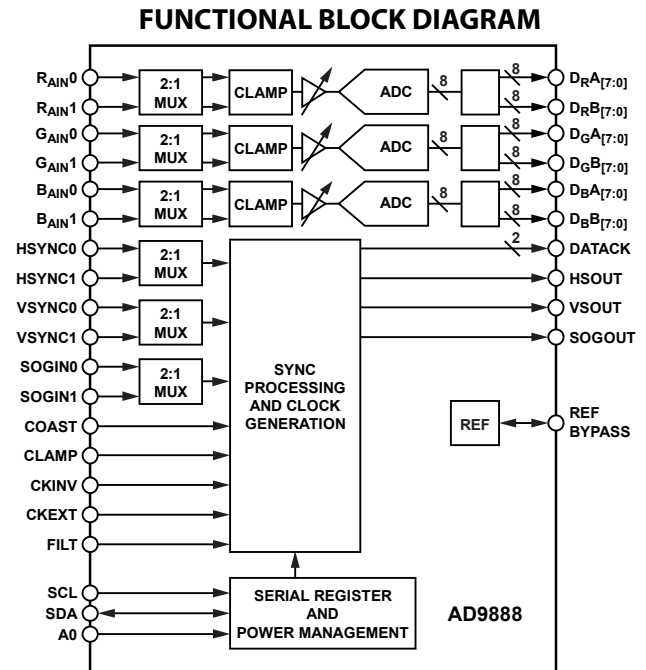 FUNCTIONAL BLOCK DIAGRAM
RAIN0
RAIN1
2:1
MUX
CLAMP
ADC
8
8
8
DRA[7:0]
DRB[7:0]
GAIN0
GAIN1
2:1
MUX
CLAMP
ADC
8
8
8
DGA[7:0]
DGB[7:0]
BAIN0
BAIN1
2:1
MUX
CLAMP
ADC
8
8
8
DBA[7:0]
DBB[7:0]
HSYNC0
HSYNC1
2:1
MUX
VSYNC0
VSYNC1
2:1
MUX
SOGIN0
SOGIN1
2:1
MUX
COAST
CLAMP
CKINV
CKEXT
FILT
SYNC
PROCESSING
AND CLOCK
GENERATION
2
DATACK
HSOUT
VSOUT
SOGOUT
REF
REF
BYPASS
SCL
SDA
A0
SERIAL REGISTER
AND
POWER MANAGEMENT
AD9888